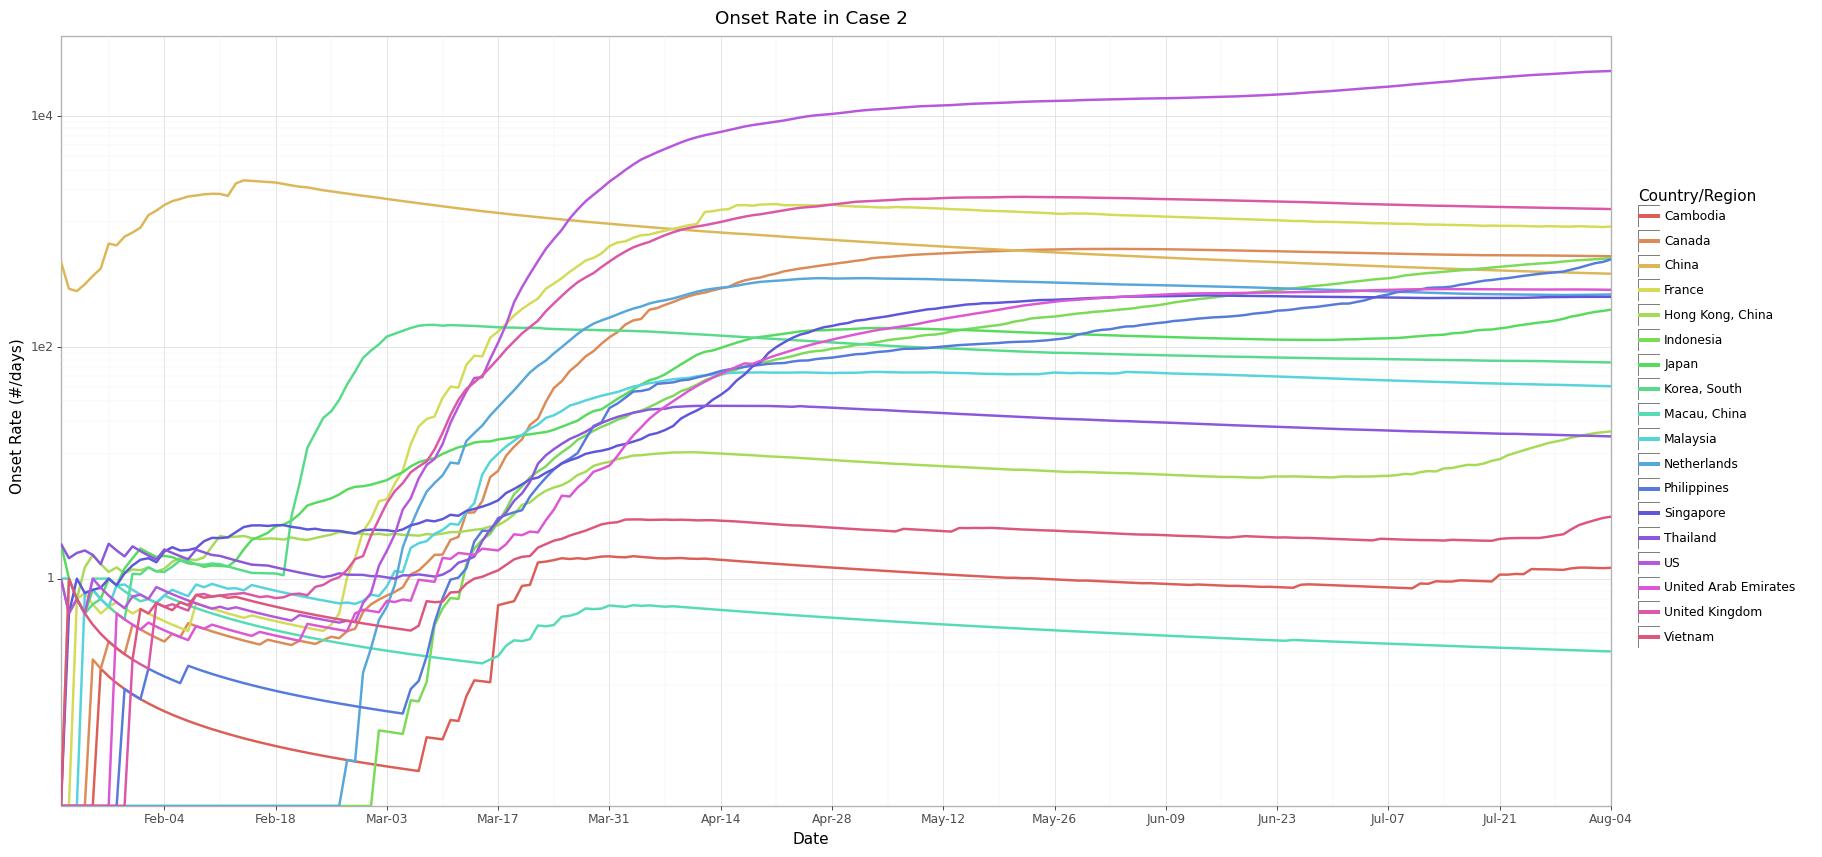 Onset Rate in Case 2
Onset Rate (#/days)
1e4
1e2
1
Feb-04
Feb-18
Mar-03
Mar-17
Mar-31
Apr-14
Apr-28
May-12
May-26
Jun-09
Jun-23
Jul-07
Jul-21
Aug-04
Date
Country/Region
Cambodia
Canada
China
France
Hong Kong, China
Indonesia
Japan
Korea, South
Macau, China
Malaysia
Netherlands
Philippines
Singapore
Thailand
US
United Arab Emirates
United Kingdom
Vietnam